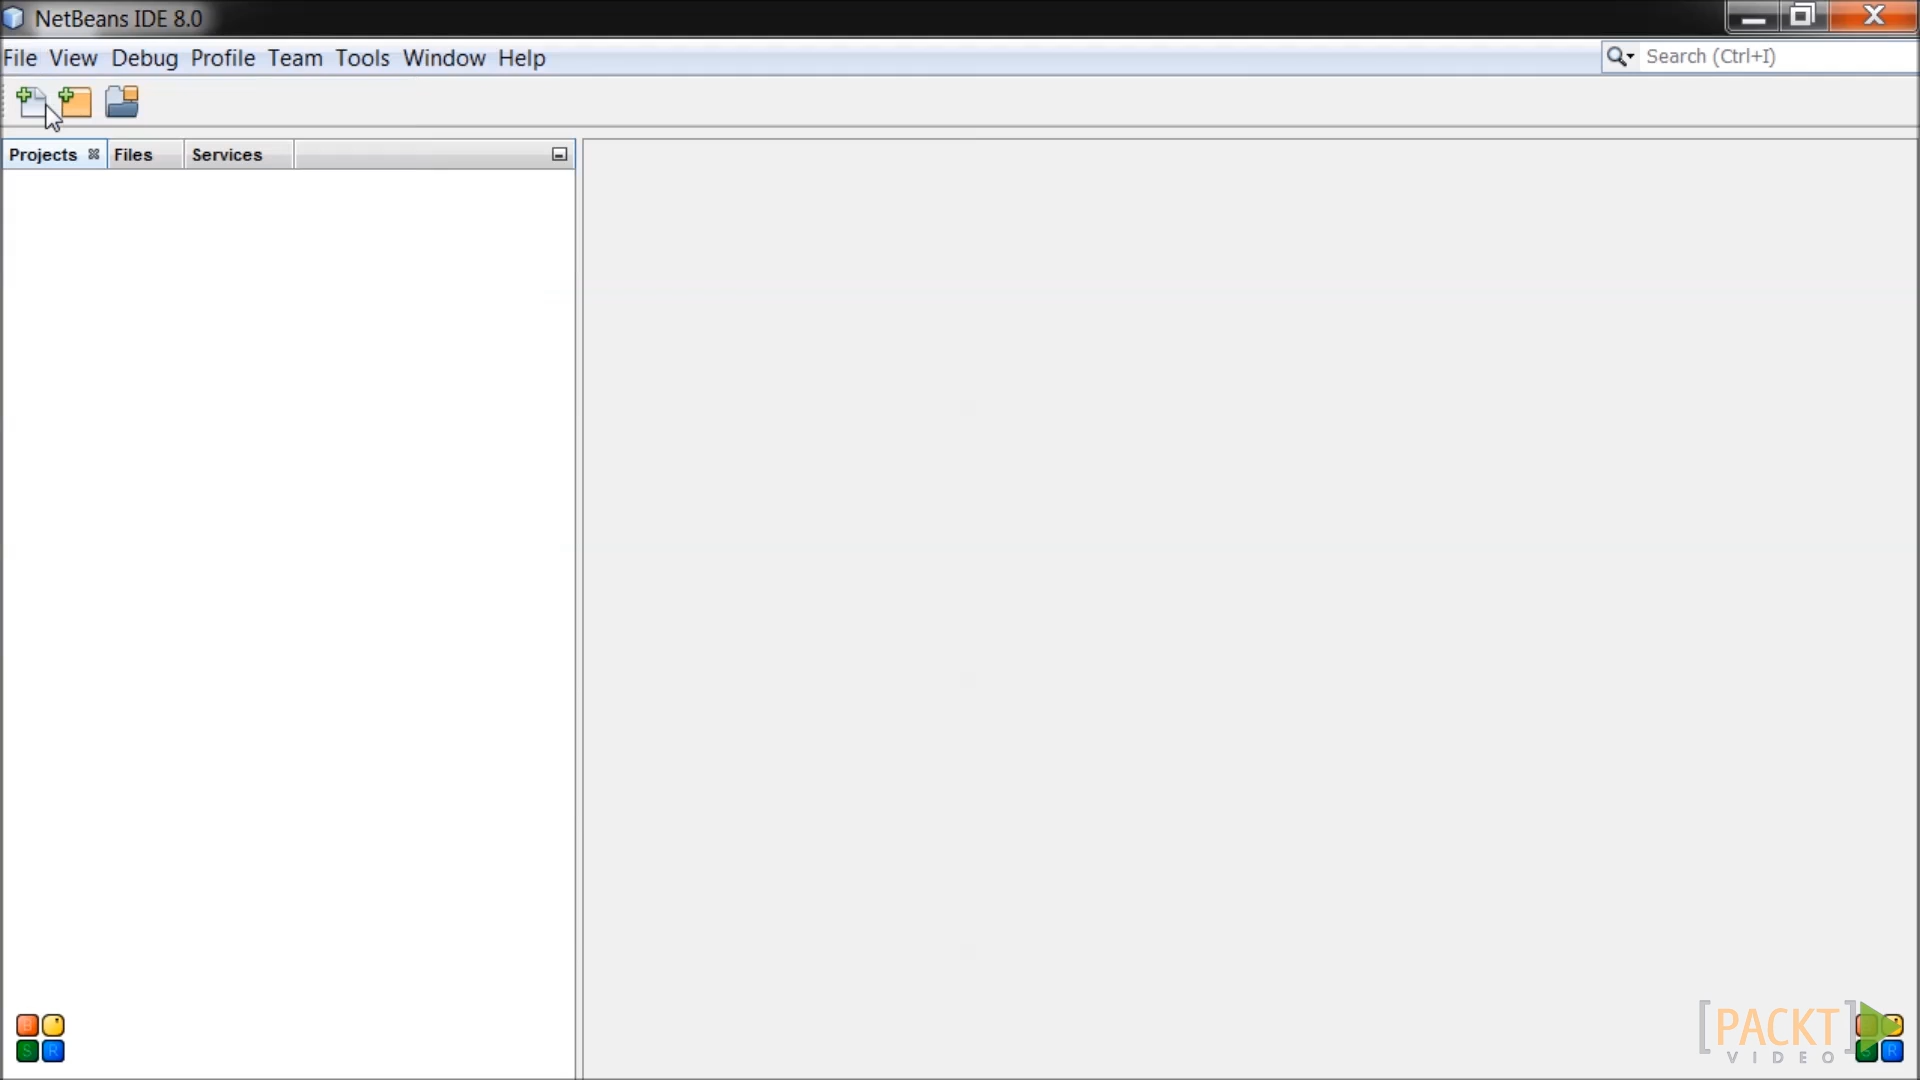 NetBeans IDE 8.0
File View Debug Profile Team Tools Window Help
Search (Ctrl+I)
Projects Files Services
[PACKT]
VIDEO